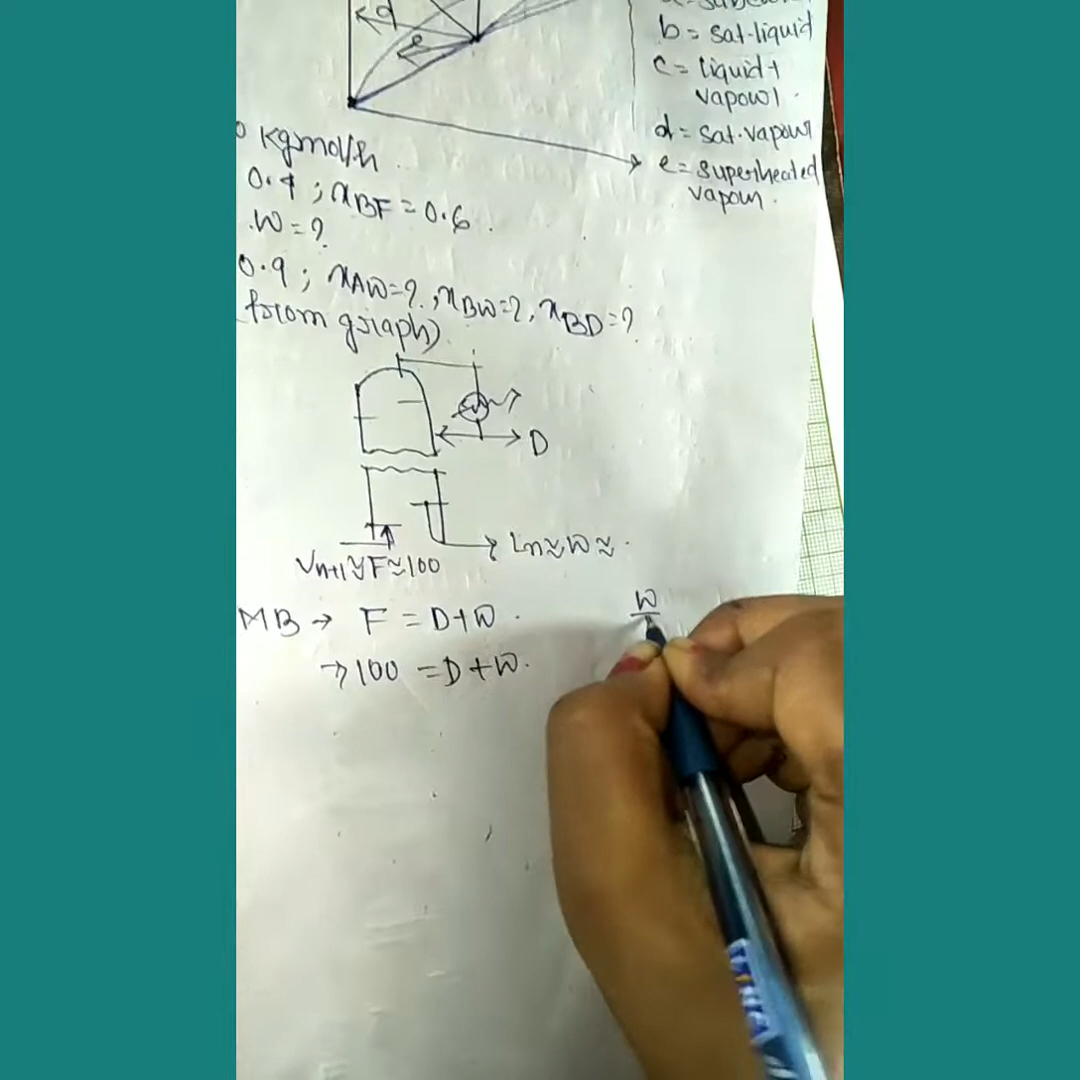 d
e
b = sat.liquid
c = liquid +
vapour.
d = sat.vapour
e = superheated
vapour.
0 kgmol/h.
0.4 ; xBF = 0.6.
W = ?
0.9 ; xAW = ?, xBW = ?, xBD = ?
(from graph)
D
Ln ≈ W ≈ .
Vn+1 ≈ F ≈ 100
MB → F = D + W .
W
→ 100 = D + W.